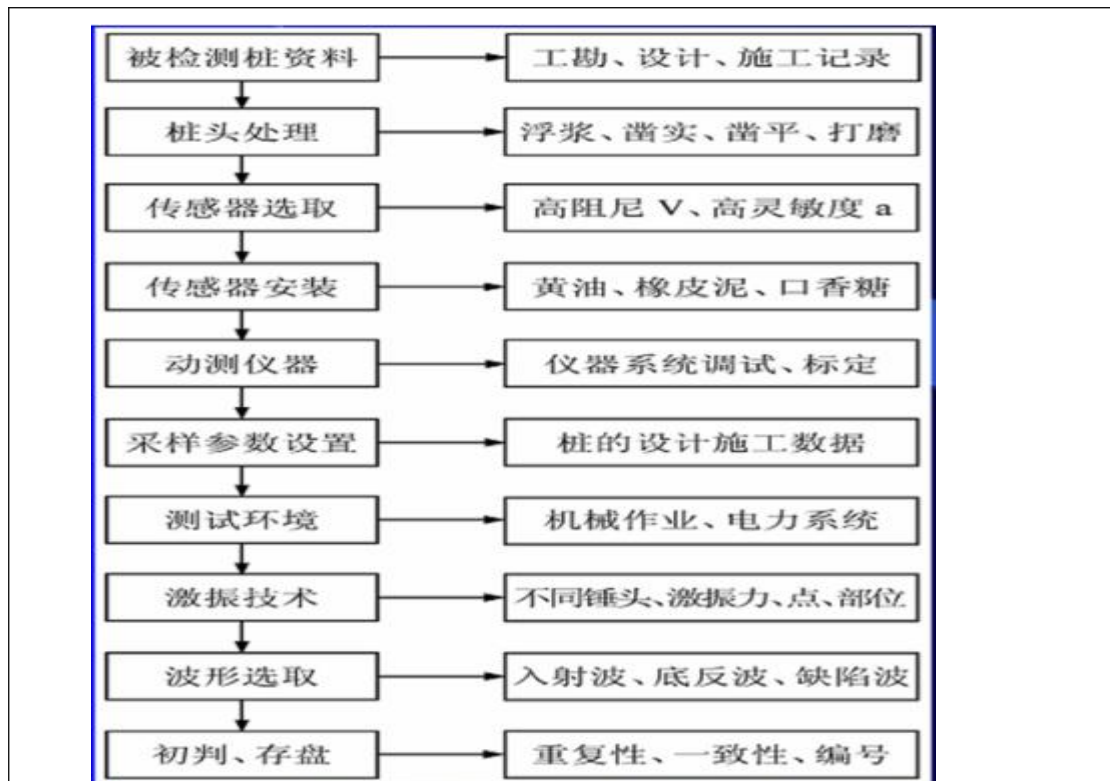 被检测桩资料
工勘、设计、施工记录
桩头处理
浮浆、凿实、凿平、打磨
传感器选取
高阻尼 V、高灵敏度 a
传感器安装
黄油、橡皮泥、口香糖
动测仪器
仪器系统调试、标定
采样参数设置
桩的设计施工数据
测试环境
机械作业、电力系统
激振技术
不同锤头、激振力、点、部位
波形选取
入射波、底反波、缺陷波
初判、存盘
重复性、一致性、编号